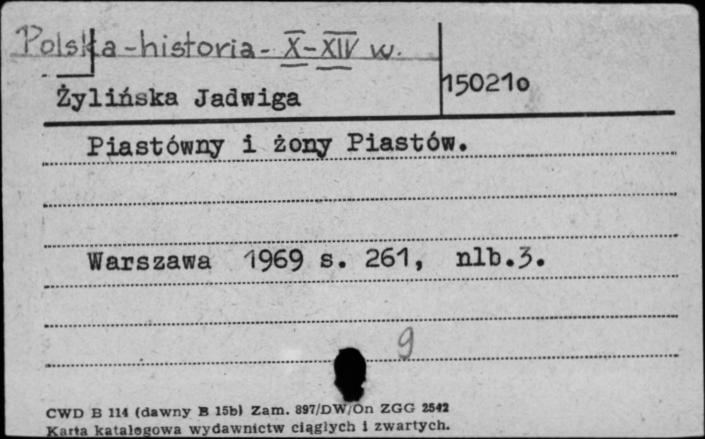 Polska-historia- X-XIV w.
Żylińska Jadwiga
150210
Piastówny i żony Piastów.
Warszawa 1969 s. 261, nlb.3.
9
CWD B 114 (dawny B 15b) Zam. 897/DW/On ZGG 2542
Karta katalogowa wydawnictw ciągłych i zwartych.